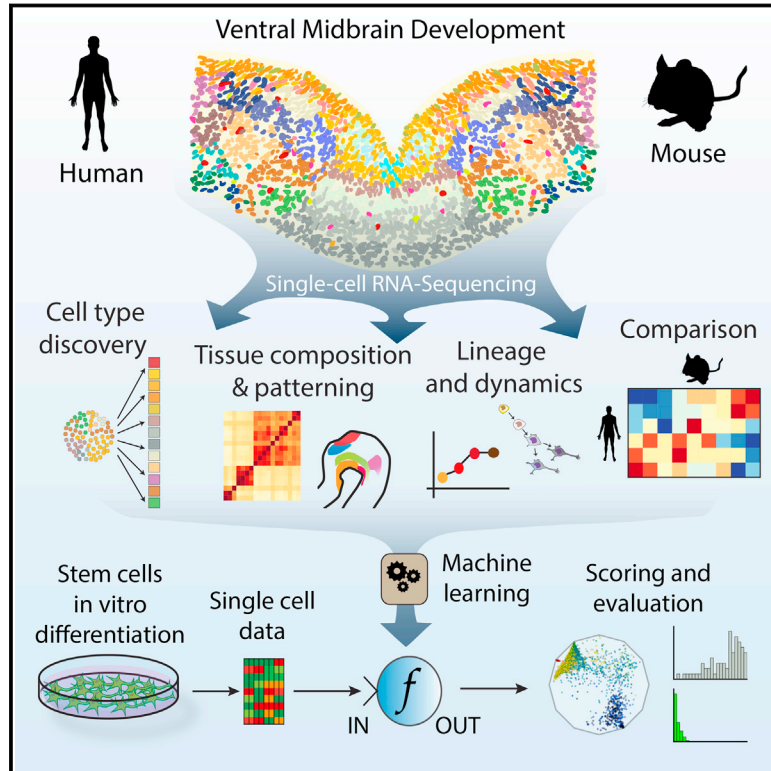 Ventral Midbrain Development
Human
Mouse
Single-cell RNA-Sequencing
Cell type
discovery
Tissue composition
& patterning
Lineage
and dynamics
Comparison
Machine
learning
Stem cells
in vitro
differentiation
Single cell
data
Scoring and
evaluation
f
IN
OUT